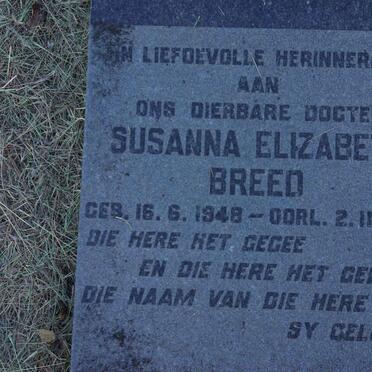 IN LIEFDEVOLLE HERINNER
AAN
ONS DIERBARE DOGTE
SUSANNA ELIZABE
BREED
GEB. 16. 6. 1948 – OORL. 2. 1
DIE HERE HET GEGEE
EN DIE HERE HET GE
DIE NAAM VAN DIE HERE
SY GEL